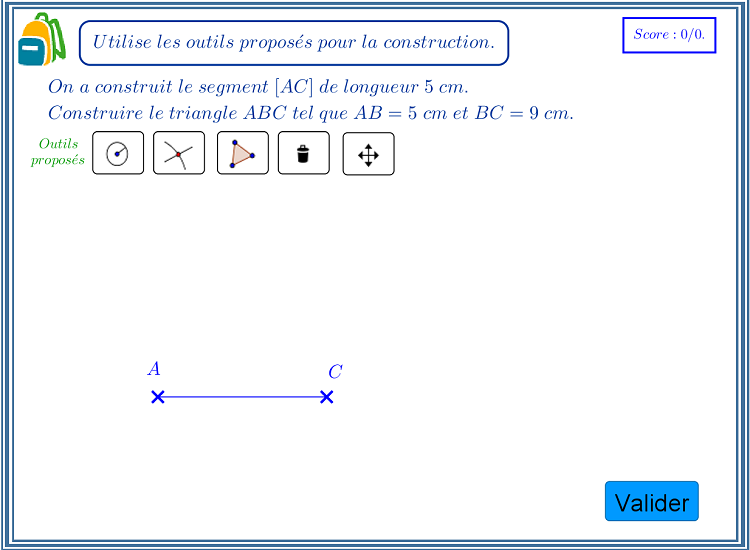 Utilise les outils proposés pour la construction.
Score : 0/0.
On a construit le segment [AC] de longueur 5 cm.
Construire le triangle ABC tel que AB = 5 cm et BC = 9 cm.
Outils
proposés
A
C
Valider